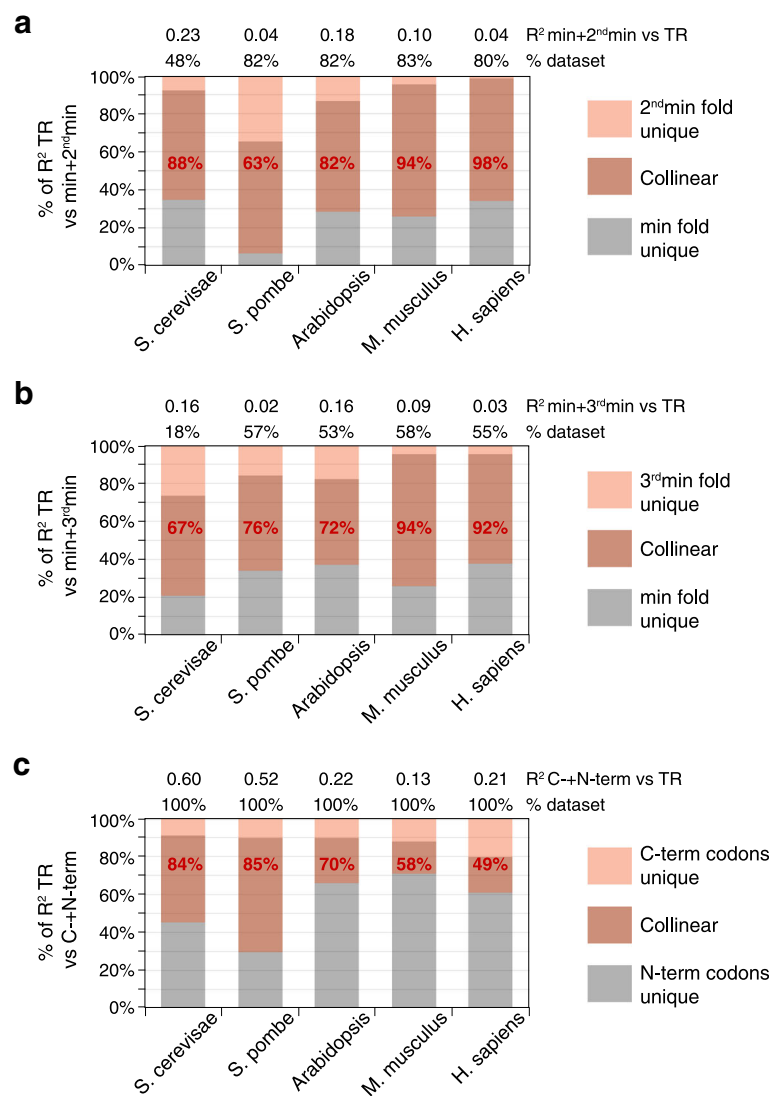 a
0.23 0.04 0.18 0.10 0.04 R² min+2ⁿᵈmin vs TR
48% 82% 82% 83% 80% % dataset
100%
80%
60%
40%
20%
0%
% of R² TR
vs min+2ⁿᵈmin
88% 63% 82% 94% 98%
2ⁿᵈmin fold
unique
Collinear
min fold
unique
S. cerevisae
S. pombe
Arabidopsis
M. musculus
H. sapiens
b
0.16 0.02 0.16 0.09 0.03 R² min+3ʳᵈmin vs TR
18% 57% 53% 58% 55% % dataset
100%
80%
60%
40%
20%
0%
% of R² TR
vs min+3ʳᵈmin
67% 76% 72% 94% 92%
3ʳᵈmin fold
unique
Collinear
min fold
unique
S. cerevisae
S. pombe
Arabidopsis
M. musculus
H. sapiens
c
0.60 0.52 0.22 0.13 0.21 R² C-+N-term vs TR
100% 100% 100% 100% 100% % dataset
100%
80%
60%
40%
20%
0%
% of R² TR
vs C-+N-term
84% 85% 70% 58% 49%
C-term codons
unique
Collinear
N-term codons
unique
S. cerevisae
S. pombe
Arabidopsis
M. musculus
H. sapiens